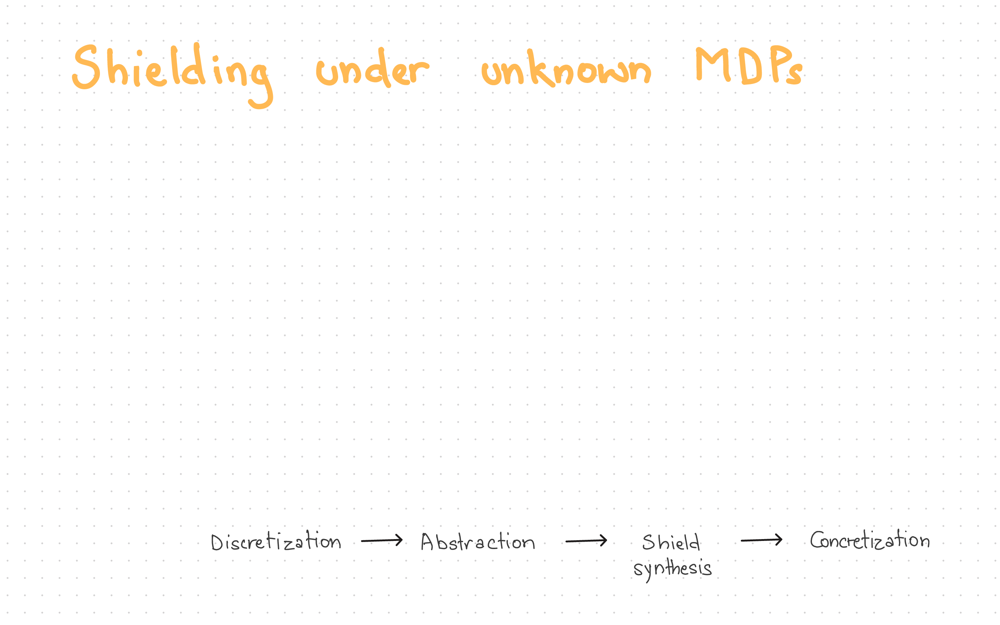 Shielding under unknown MDPs
Discretization → Abstraction → Shield → Concretization
synthesis